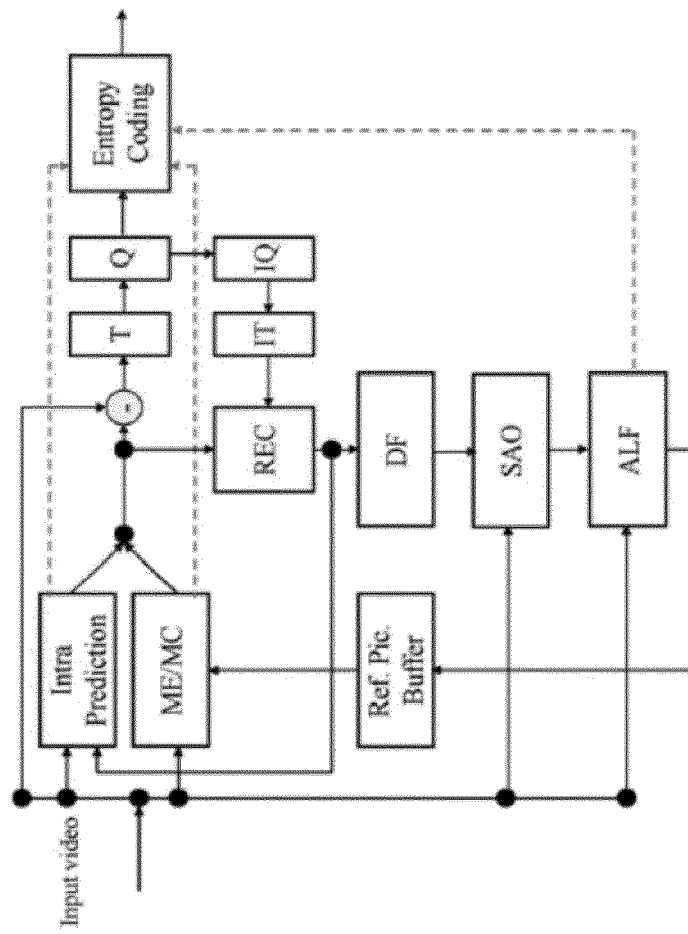 Input video
Intra
Prediction
ME/MC
-
T
Q
Entropy
Coding
REC
IT
IQ
Ref. Pic.
Buffer
DF
SAO
ALF